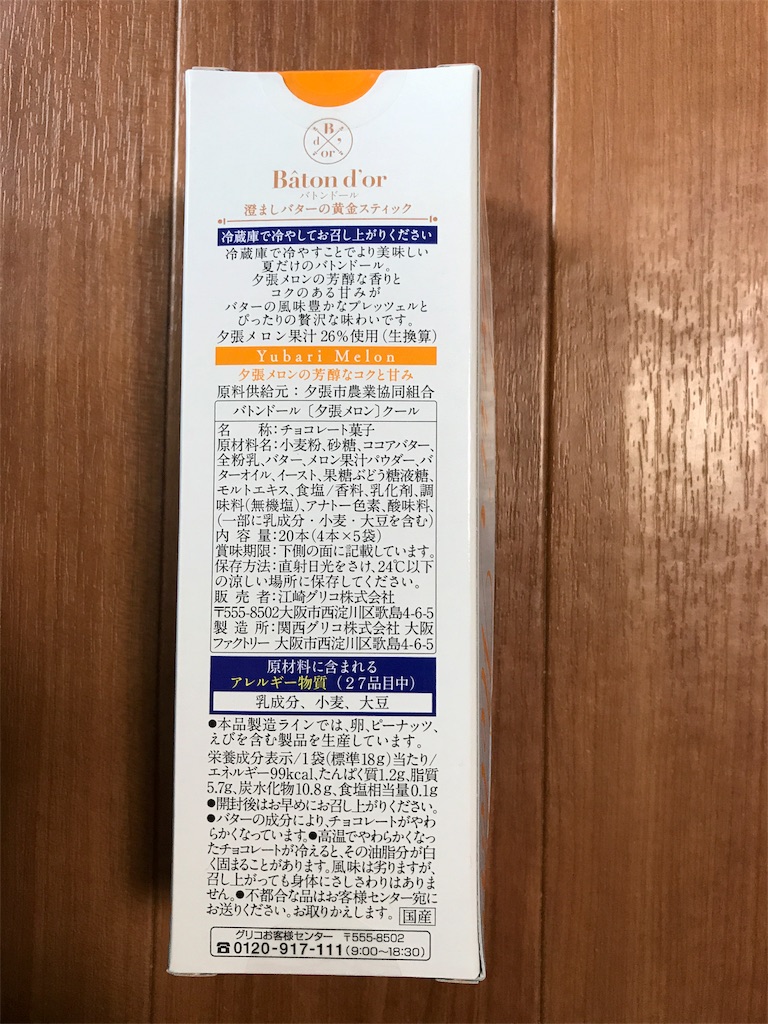 B
d'
or
Bâton d'or
バトンドール
澄ましバターの黄金スティック
冷蔵庫で冷やしてお召し上がりください
冷蔵庫で冷やすことでより美味しい
夏だけのバトンドール。
夕張メロンの芳醇な香りと
コクのある甘みが
バターの風味豊かなプレッツェルと
ぴったりの贅沢な味わいです。
夕張メロン果汁26%使用(生換算)
Yubari Melon
夕張メロンの芳醇なコクと甘み
原料供給元：夕張市農業協同組合
バトンドール〔夕張メロン〕クール
名 称：チョコレート菓子
原材料名：小麦粉、砂糖、ココアバター、
全粉乳、バター、メロン果汁パウダー、バ
ターオイル、イースト、果糖ぶどう糖液糖、
モルトエキス、食塩/香料、乳化剤、調
味料(無機塩)、アナトー色素、酸味料、
(一部に乳成分・小麦・大豆を含む)
内 容 量：20本(4本×5袋)
賞味期限：下側の面に記載しています。
保存方法：直射日光をさけ、24℃以下
の涼しい場所に保存してください。
販 売 者：江崎グリコ株式会社
〒555-8502大阪市西淀川区歌島4-6-5
製 造 所：関西グリコ株式会社 大阪
ファクトリー 大阪市西淀川区歌島4-6-5
原材料に含まれる
アレルギー物質(27品目中)
乳成分、小麦、大豆
●本品製造ラインでは、卵、ピーナッツ、
えびを含む製品を生産しています。
栄養成分表示/1袋(標準18g)当たり/
エネルギー99kcal、たんぱく質1.2g、脂質
5.7g、炭水化物10.8g、食塩相当量0.1g
●開封後はお早めにお召し上がりください。
●バターの成分により、チョコレートがやわ
らかくなっています。●高温でやわらかくなっ
たチョコレートが冷えると、その油脂分が白
く固まることがあります。風味は劣りますが、
召し上がっても身体にさしさわりはありま
せん。●不都合な品はお客様センター宛に
お送りください。お取りかえします。 国産
グリコお客様センター 〒555-8502
☎0120-917-111(9:00〜18:30)